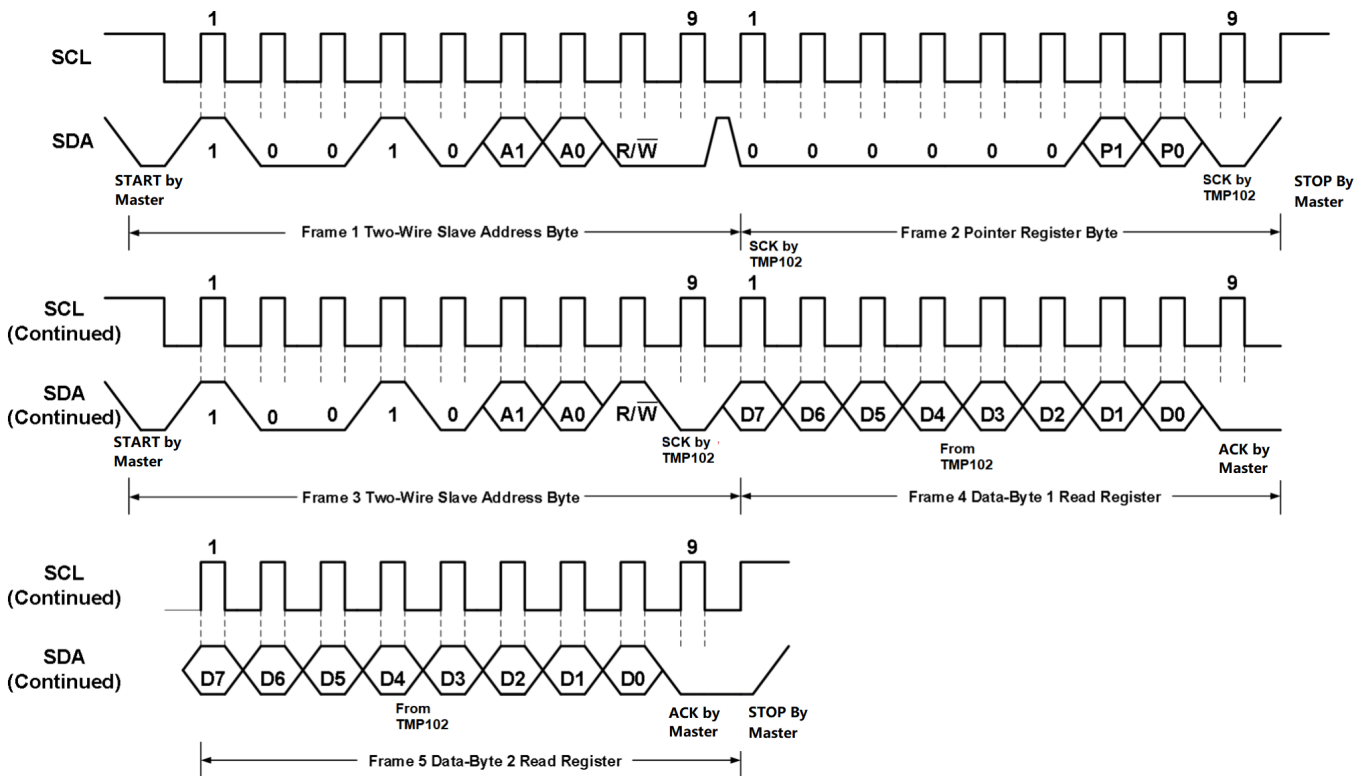 1 9 1 9
SCL
SDA
1 0 0 1 0 A1 A0 R/W̅ 0 0 0 0 0 0 P1 P0
START by
Master
SCK by
TMP102
STOP By
Master
Frame 1 Two-Wire Slave Address Byte
Frame 2 Pointer Register Byte
SCK by
TMP102
1 9 1 9
SCL
(Continued)
SDA
(Continued)
1 0 0 1 0 A1 A0 R/W̅ D7 D6 D5 D4 D3 D2 D1 D0
START by
Master
SCK by
TMP102
From
TMP102
ACK by
Master
Frame 3 Two-Wire Slave Address Byte
Frame 4 Data-Byte 1 Read Register
1 9
SCL
(Continued)
SDA
(Continued)
D7 D6 D5 D4 D3 D2 D1 D0
From
TMP102
ACK by
Master
STOP By
Master
Frame 5 Data-Byte 2 Read Register